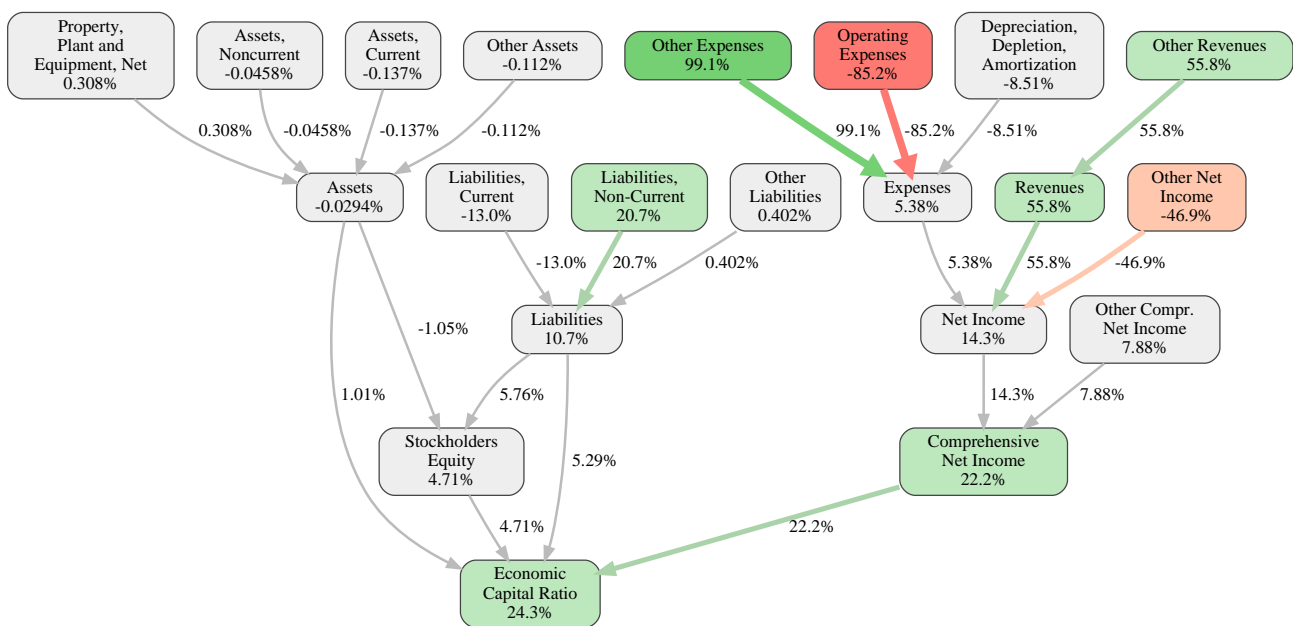 Property,
Plant and
Equipment, Net
0.308%
Assets,
Noncurrent
-0.0458%
Assets,
Current
-0.137%
Other Assets
-0.112%
Other Expenses
99.1%
Operating
Expenses
-85.2%
Depreciation,
Depletion,
Amortization
-8.51%
Other Revenues
55.8%
0.308%
-0.0458%
-0.137%
-0.112%
99.1%
-85.2%
-8.51%
55.8%
Assets
-0.0294%
Liabilities,
Current
-13.0%
Liabilities,
Non-Current
20.7%
Other
Liabilities
0.402%
Expenses
5.38%
Revenues
55.8%
Other Net
Income
-46.9%
-13.0%
20.7%
0.402%
5.38%
55.8%
-46.9%
-1.05%
Liabilities
10.7%
Net Income
14.3%
Other Compr.
Net Income
7.88%
1.01%
5.76%
14.3%
7.88%
Stockholders
Equity
4.71%
5.29%
Comprehensive
Net Income
22.2%
4.71%
22.2%
Economic
Capital Ratio
24.3%